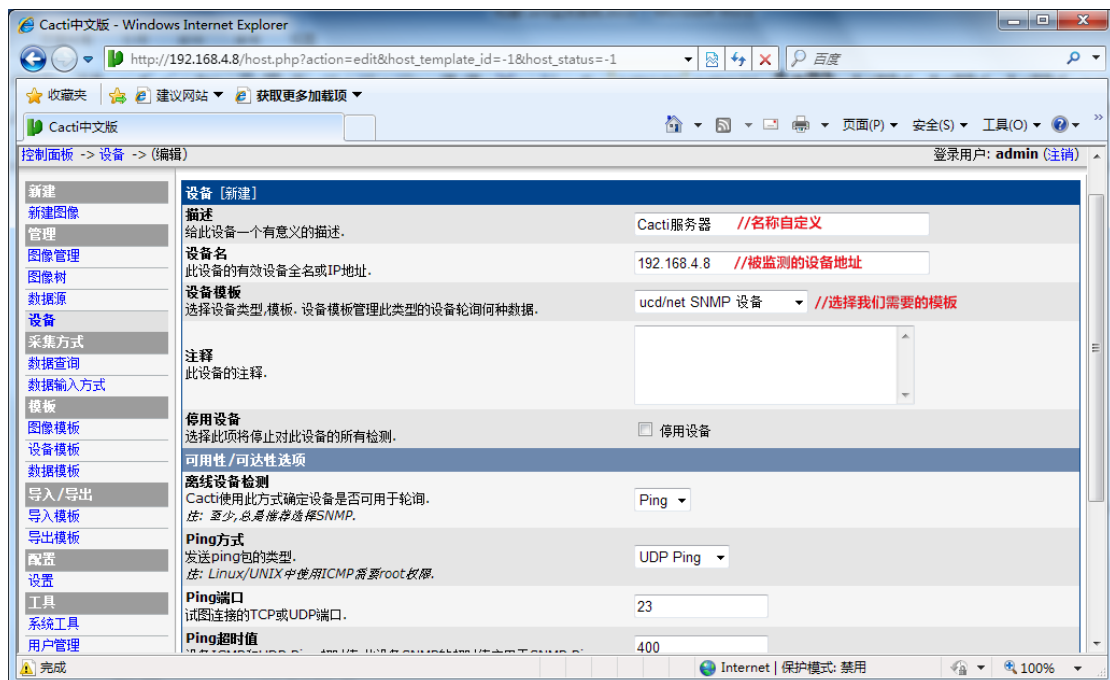 Cacti中文版 - Windows Internet Explorer
http://192.168.4.8/host.php?action=edit&host_template_id=-1&host_status=-1
百度
收藏夹 建议网站 获取更多加载项
Cacti中文版
页面(P) 安全(S) 工具(O)
控制面板 -> 设备 -> (编辑)
登录用户: admin (注销)
新建
新建图像
管理
图像管理
图像树
数据源
设备
采集方式
数据查询
数据输入方式
模板
图像模板
设备模板
数据模板
导入/导出
导入模板
导出模板
配置
设置
工具
系统工具
用户管理
设备 [新建]
描述
给此设备一个有意义的描述.
Cacti服务器 //名称自定义
设备名
此设备的有效设备全名或IP地址.
192.168.4.8 //被监测的设备地址
设备模板
选择设备类型,模板. 设备模板管理此类型的设备轮询何种数据.
ucd/net SNMP 设备 //选择我们需要的模板
注释
此设备的注释.
停用设备
选择此项将停止对此设备的所有检测.
停用设备
可用性/可达性选项
离线设备检测
Cacti使用此方式确定设备是否可用于轮询.
注: 至少,总是推荐选择SNMP.
Ping
Ping方式
发送ping包的类型.
注: Linux/UNIX中使用ICMP需要root权限.
UDP Ping
Ping端口
试图连接的TCP或UDP端口.
23
Ping超时值
400
完成
Internet | 保护模式: 禁用
100%